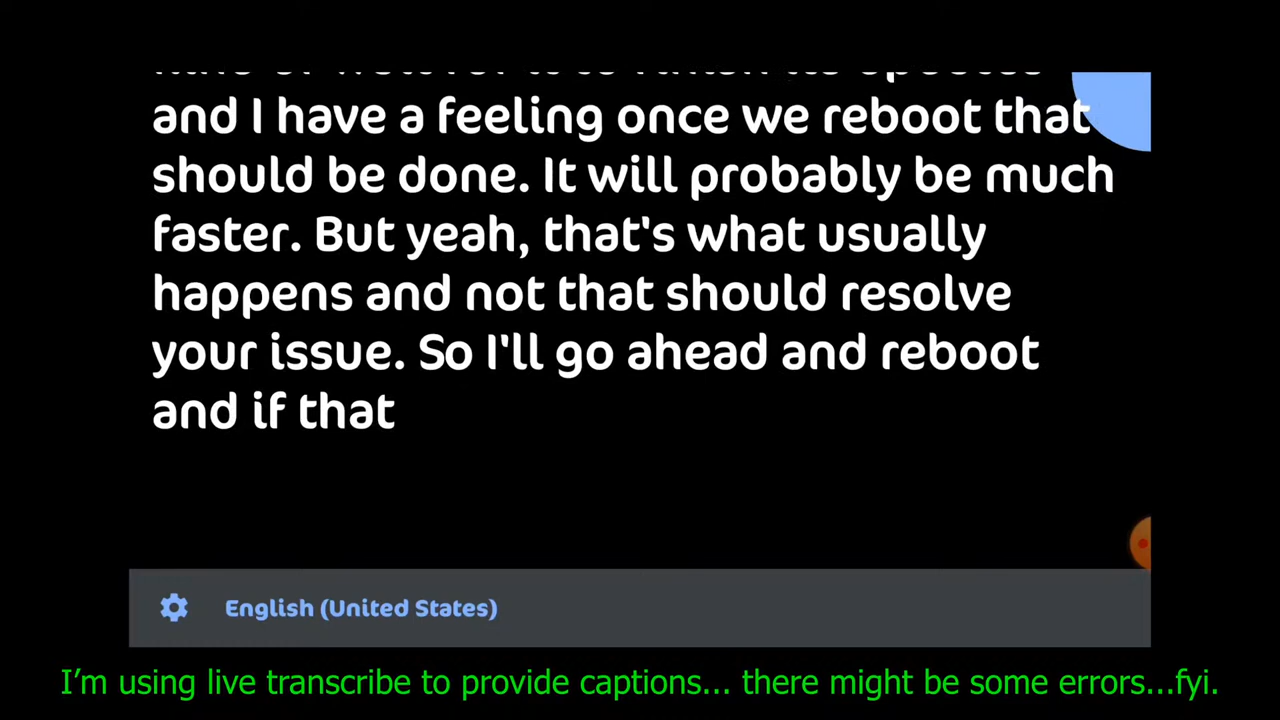 and I have a feeling once we reboot that
should be done. It will probably be much
faster. But yeah, that's what usually
happens and not that should resolve
your issue. So I'll go ahead and reboot
and if that
English (United States)
I’m using live transcribe to provide captions... there might be some errors...fyi.